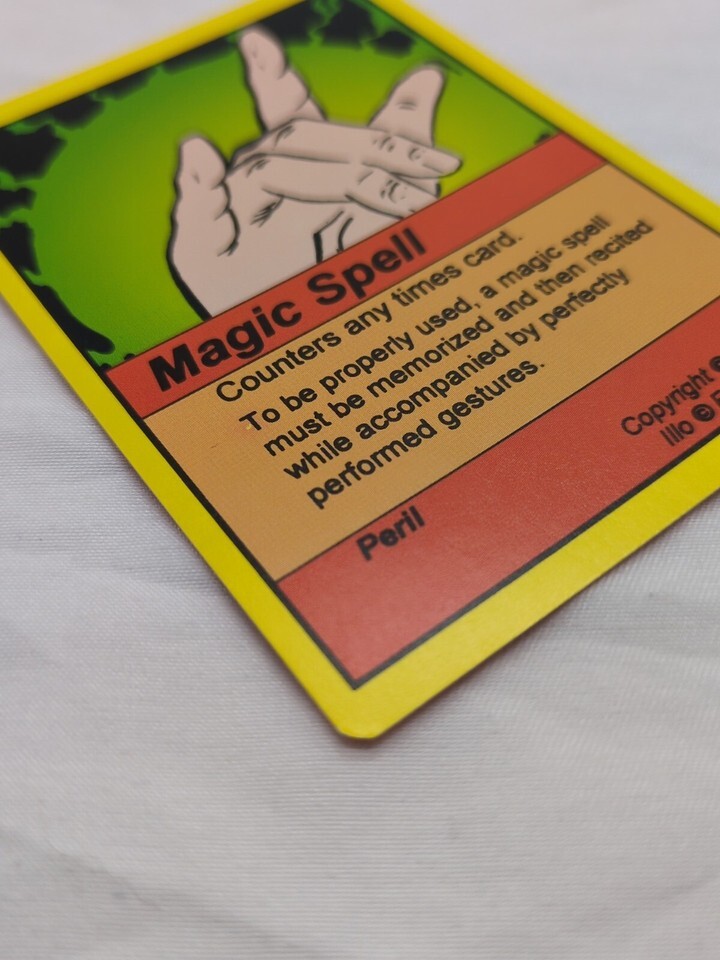 Magic Spell
Counters any times card.
To be properly used, a magic spell
must be memorized and then recited
while accompanied by perfectly
performed gestures.
Peril
Copyright ©
Illo ©